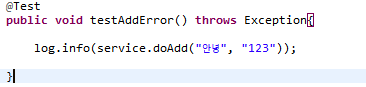 @Test
public void testAddError() throws Exception{
log.info(service.doAdd("안녕", "123"));
}